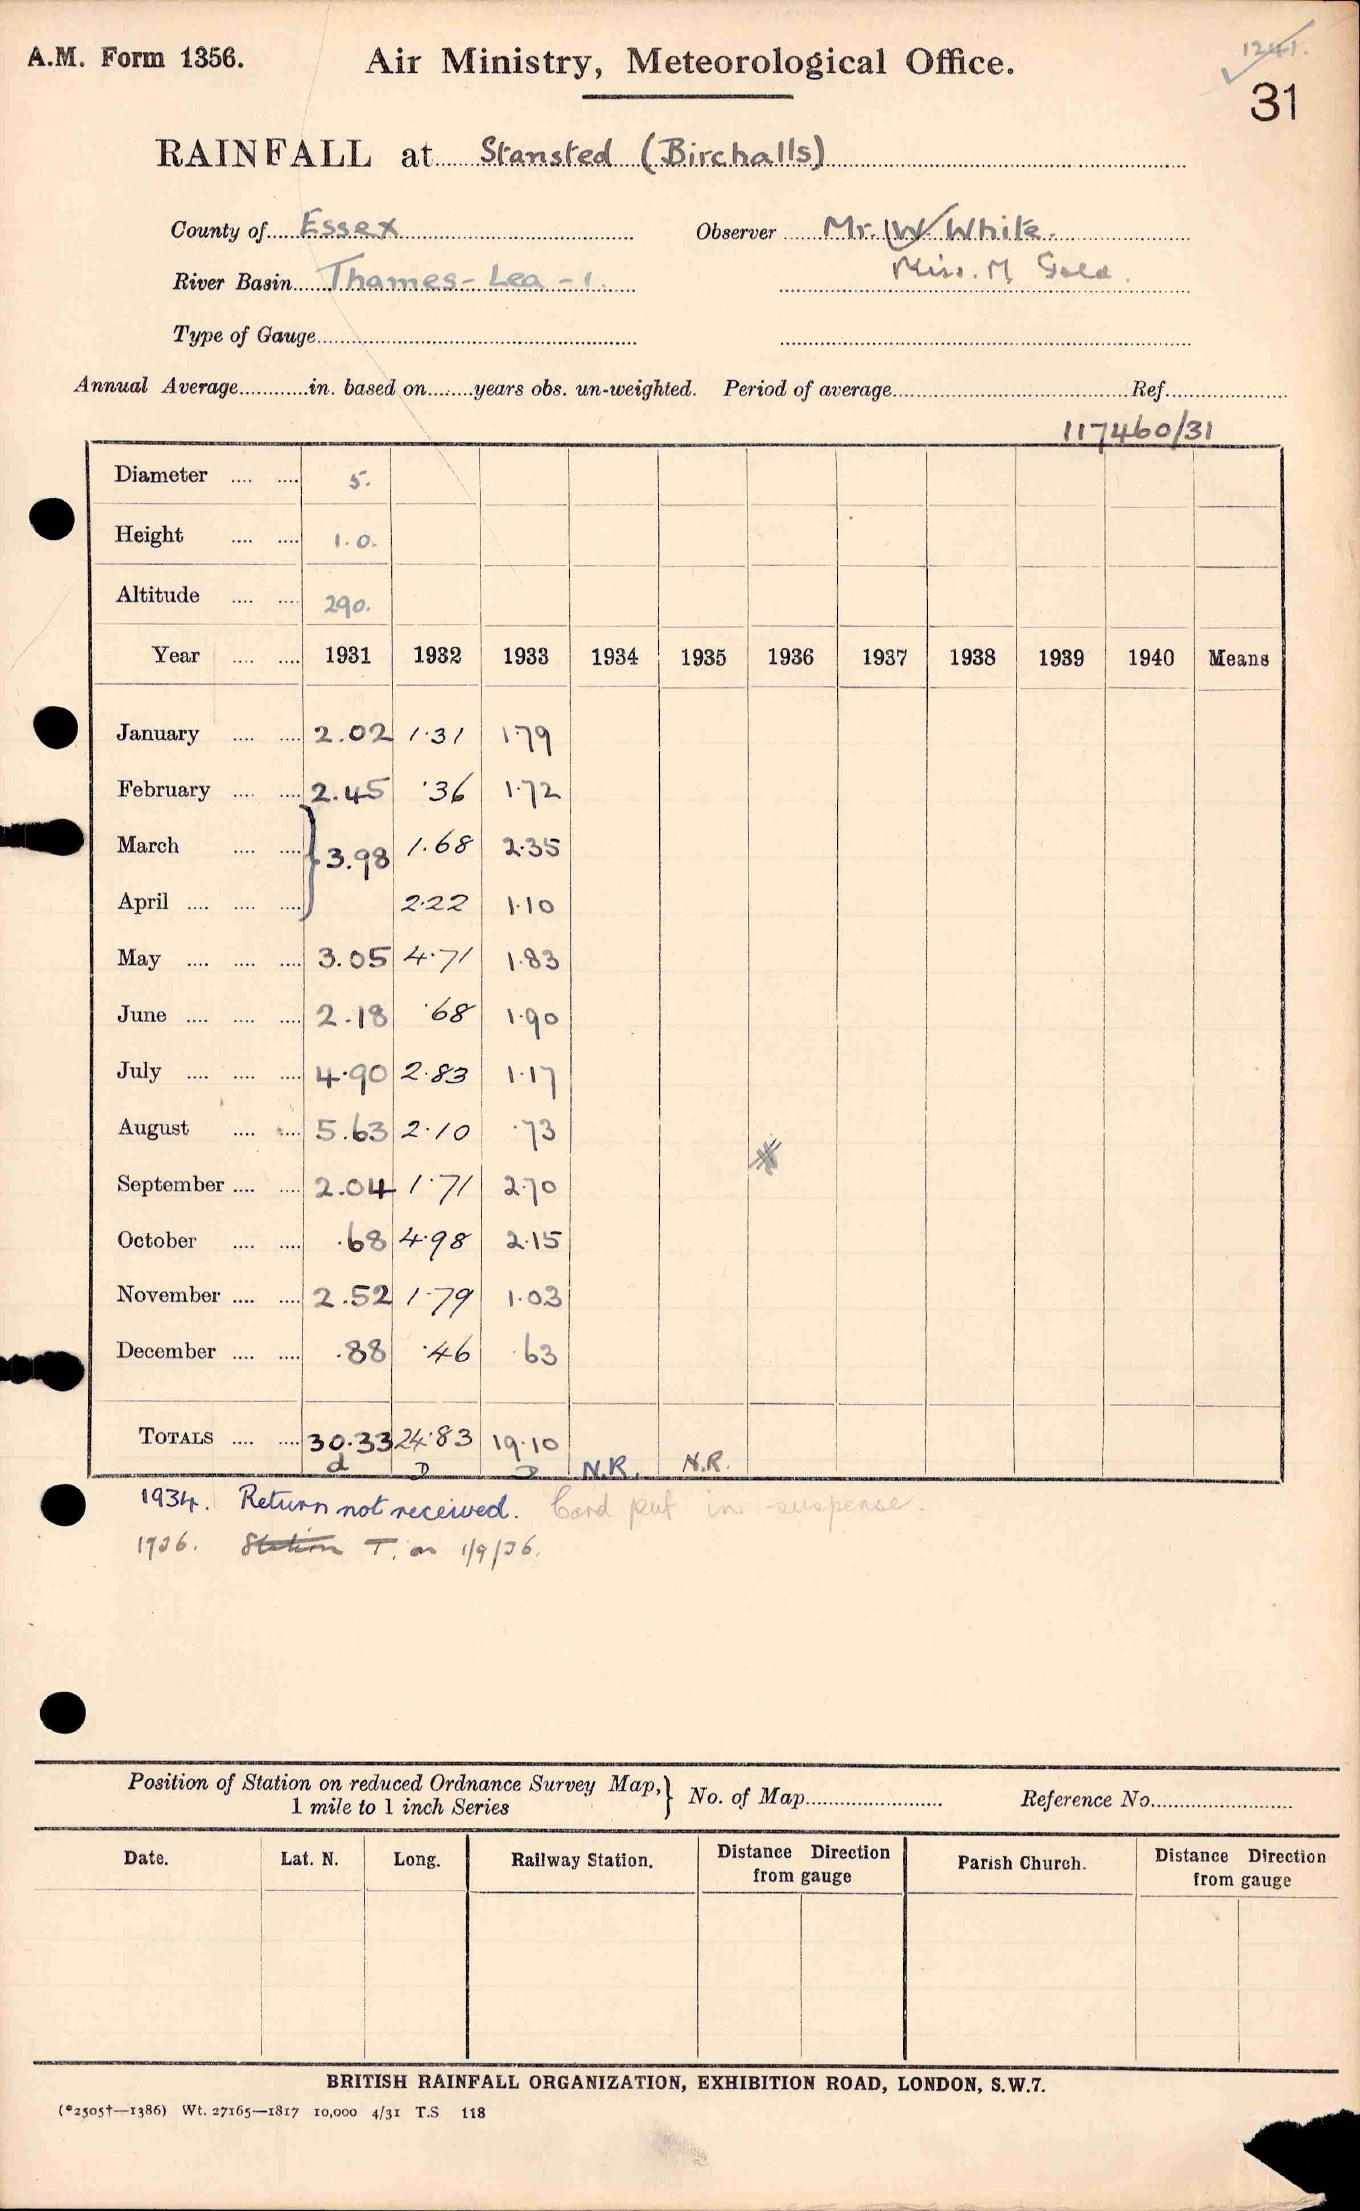 A.M. Form 1356.
Air Ministry, Meteorological Office.
1241.
31
RAINFALL at Stansted (Birchalls)
County of Essex Observer Mr. W White.
River Basin Thames - Lea - 1. Miss. M Gold.
Type of Gauge
Annual Average in. based on years obs. un-weighted. Period of average Ref.
117460/31
Diameter 5.
Height 1.0.
Altitude 290.
Year 1931 1932 1933 1934 1935 1936 1937 1938 1939 1940 Means
January 2.02 1.31 1.79
February 2.45 .36 1.72
March } 3.98 1.68 2.35
April 2.22 1.10
May 3.05 4.71 1.83
June 2.18 .68 1.90
July 4.90 2.83 1.17
August 5.63 2.10 .73
September 2.04 1.71 2.70
October .68 4.98 2.15
November 2.52 1.79 1.03
December .88 .46 .63
TOTALS 30.33 24.83 19.10
d D D N.R. N.R.
1934. Return not received. Card put in suspense.
1936. Station T. on 1/9/36.
Position of Station on reduced Ordnance Survey Map, } No. of Map Reference No.
1 mile to 1 inch Series
Date. Lat. N. Long. Railway Station. Distance Direction from gauge Parish Church. Distance Direction from gauge
BRITISH RAINFALL ORGANIZATION, EXHIBITION ROAD, LONDON, S.W.7.
(*2505†—1386) Wt. 27165—1817 10,000 4/31 T.S 118